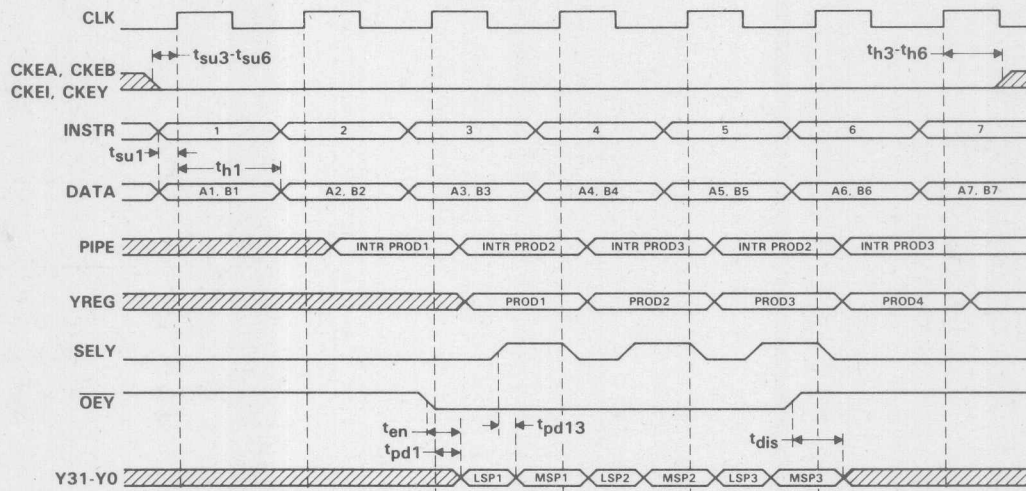 CLK
tsu3-tsu6
th3-th6
CKEA, CKEB
CKEI, CKEY
INSTR 1 2 3 4 5 6 7
tsu1 th1
DATA A1, B1 A2, B2 A3, B3 A4, B4 A5, B5 A6, B6 A7, B7
PIPE INTR PROD1 INTR PROD2 INTR PROD3 INTR PROD2 INTR PROD3
YREG PROD1 PROD2 PROD3 PROD4
SELY
OEY
ten tpd13
tpd1 tdis
Y31-Y0 LSP1 MSP1 LSP2 MSP2 LSP3 MSP3